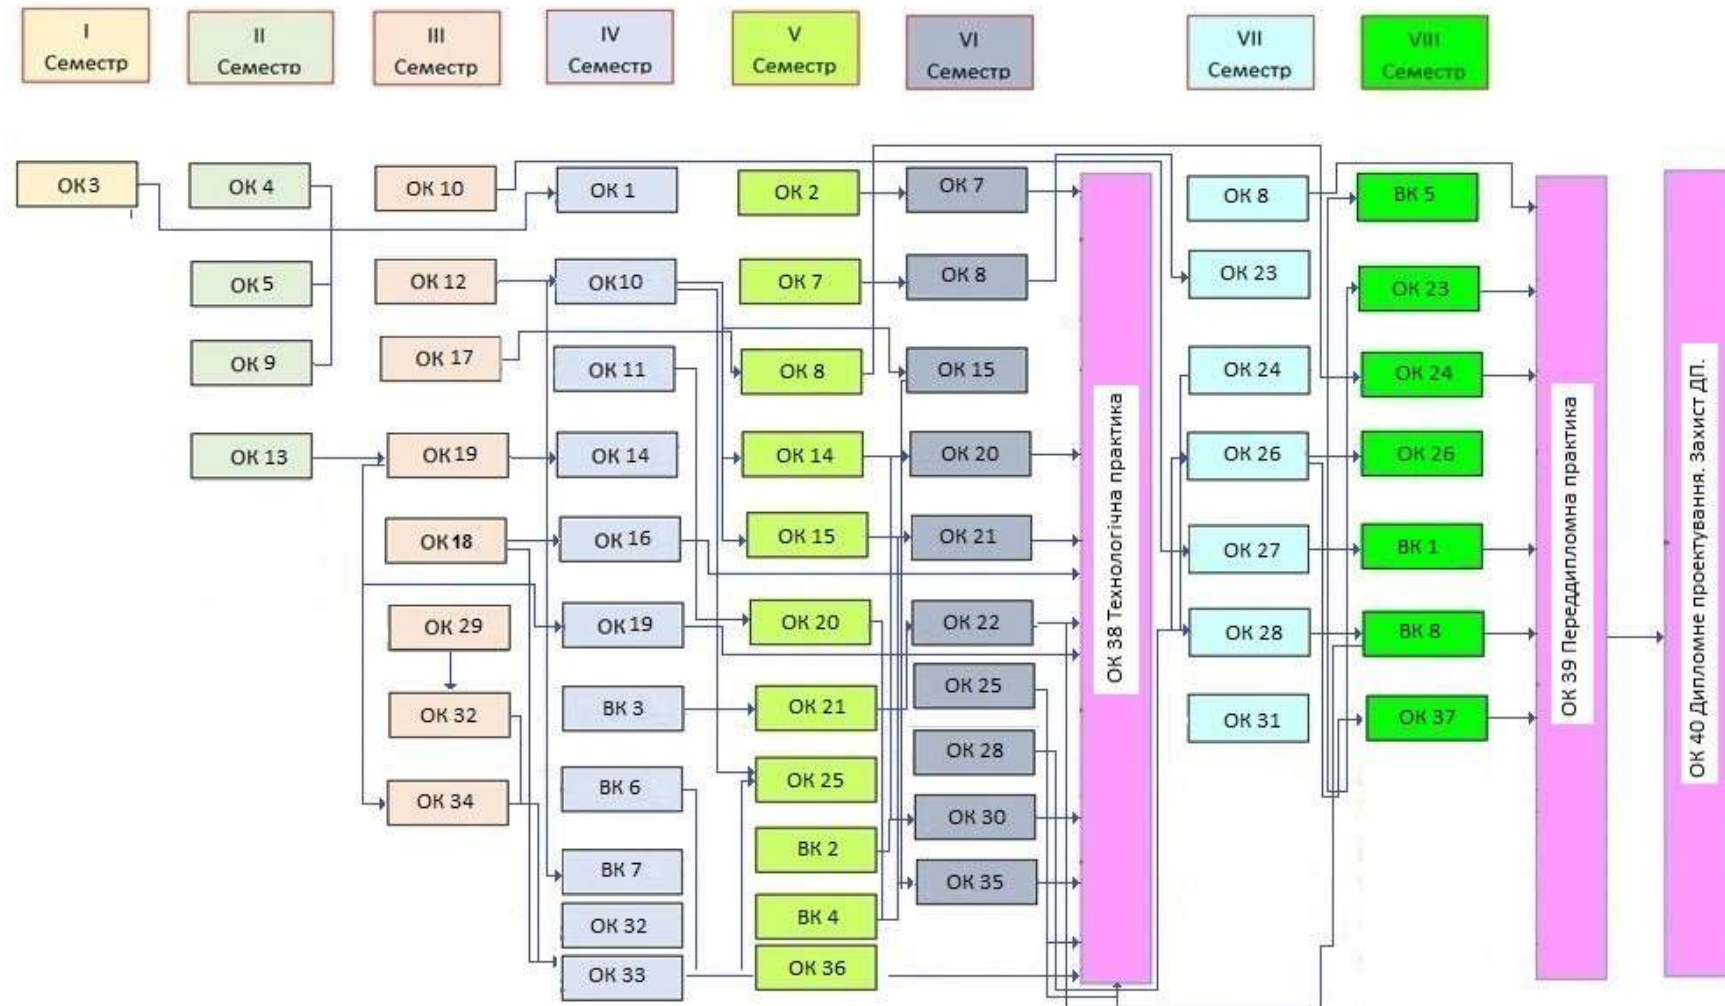 I
Семестр
II
Семестр
III
Семестр
IV
Семестр
V
Семестр
VI
Семестр
VII
Семестр
VIII
Семестр
ОК 3
ОК 4
ОК 5
ОК 9
ОК 13
ОК 10
ОК 12
ОК 17
ОК 19
ОК 18
ОК 29
ОК 32
ОК 34
ОК 1
ОК 10
ОК 11
ОК 14
ОК 16
ОК 19
ВК 3
ВК 6
ВК 7
ОК 32
ОК 33
ОК 2
ОК 7
ОК 8
ОК 14
ОК 15
ОК 20
ОК 21
ОК 25
ВК 2
ВК 4
ОК 36
ОК 7
ОК 8
ОК 15
ОК 20
ОК 21
ОК 22
ОК 25
ОК 28
ОК 30
ОК 35
ОК 38 Технологічна практика
ОК 8
ОК 23
ОК 24
ОК 26
ОК 27
ОК 28
ОК 31
ВК 5
ОК 23
ОК 24
ОК 26
ВК 1
ВК 8
ОК 37
ОК 39 Переддипломна практика
ОК 40 Дипломне проектування. Захист ДП.